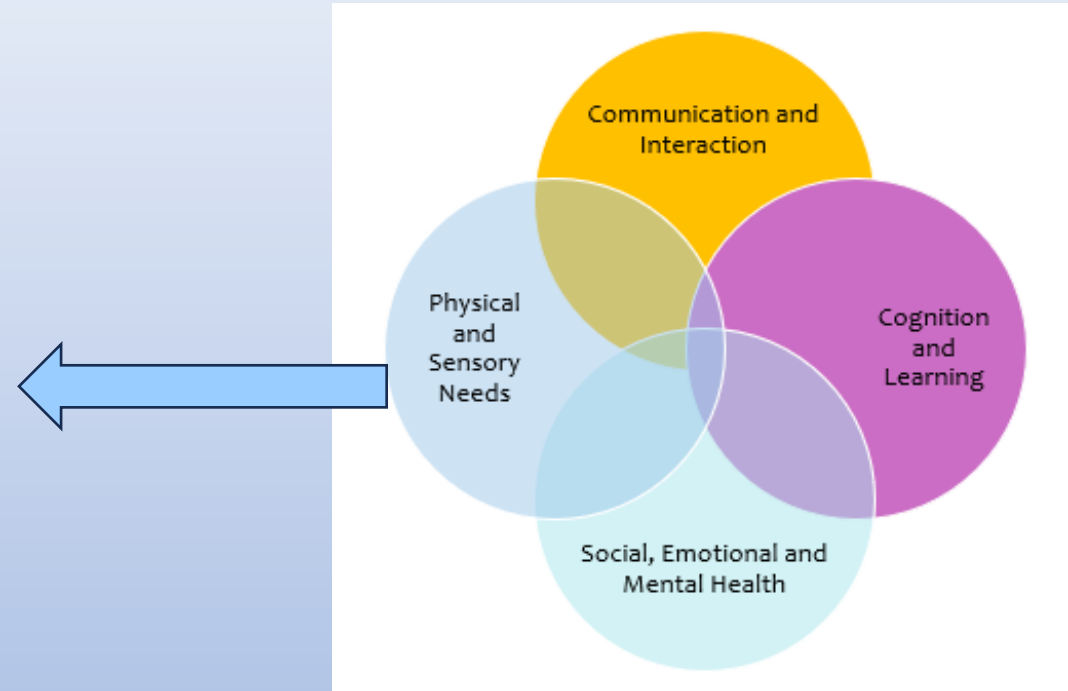 Communication and
Interaction
Physical
and
Sensory
Needs
Cognition
and
Learning
Social, Emotional and
Mental Health